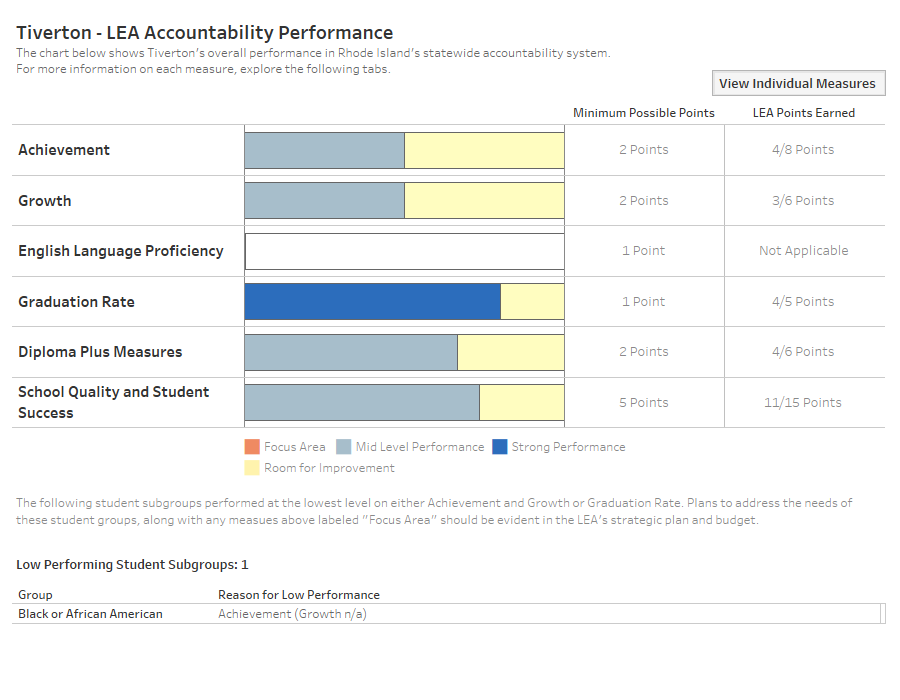 Tiverton - LEA Accountability Performance
The chart below shows Tiverton's overall performance in Rhode Island's statewide accountability system.
For more information on each measure, explore the following tabs.
View Individual Measures
Minimum Possible Points LEA Points Earned
Achievement 2 Points 4/8 Points
Growth 2 Points 3/6 Points
English Language Proficiency 1 Point Not Applicable
Graduation Rate 1 Point 4/5 Points
Diploma Plus Measures 2 Points 4/6 Points
School Quality and Student
Success 5 Points 11/15 Points
Focus Area Mid Level Performance Strong Performance
Room for Improvement
The following student subgroups performed at the lowest level on either Achievement and Growth or Graduation Rate. Plans to address the needs of
these student groups, along with any measues above labeled "Focus Area" should be evident in the LEA's strategic plan and budget.
Low Performing Student Subgroups: 1
Group Reason for Low Performance
Black or African American Achievement (Growth n/a)